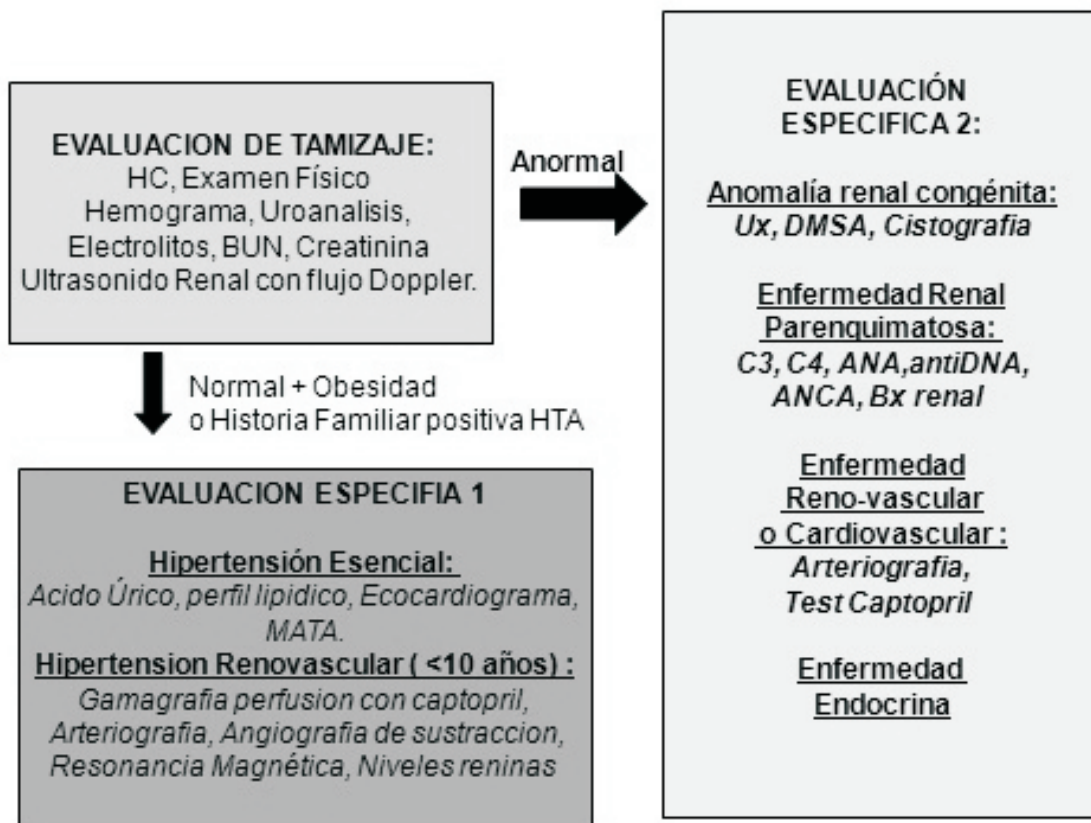 EVALUACION DE TAMIZAJE:
HC, Examen Físico
Hemograma, Uroanalisis,
Electrolitos, BUN, Creatinina
Ultrasonido Renal con flujo Doppler.
Anormal
Normal + Obesidad
o Historia Familiar positiva HTA
EVALUACION ESPECIFIA 1
Hipertensión Esencial:
Acido Úrico, perfil lipidico, Ecocardiograma,
MATA.
Hipertension Renovascular ( <10 años) :
Gamagrafia perfusion con captopril,
Arteriografia, Angiografia de sustraccion,
Resonancia Magnética, Niveles reninas
EVALUACIÓN
ESPECIFICA 2:
Anomalía renal congénita:
Ux, DMSA, Cistografia
Enfermedad Renal
Parenquimatosa:
C3, C4, ANA,antiDNA,
ANCA, Bx renal
Enfermedad
Reno-vascular
o Cardiovascular :
Arteriografia,
Test Captopril
Enfermedad
Endocrina